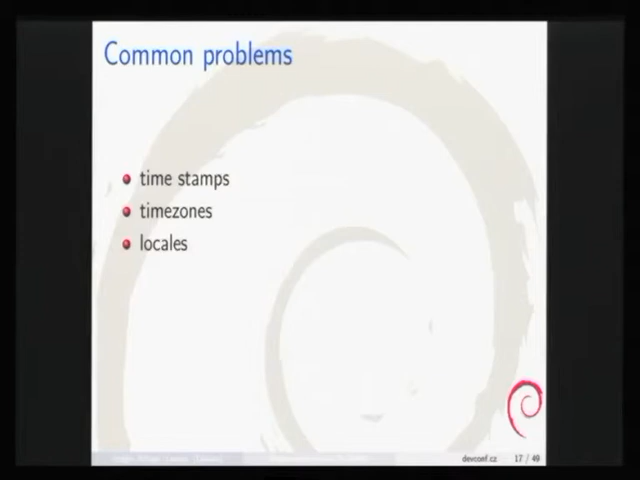 Common problems
time stamps
timezones
locales
devconf.cz 17 / 49